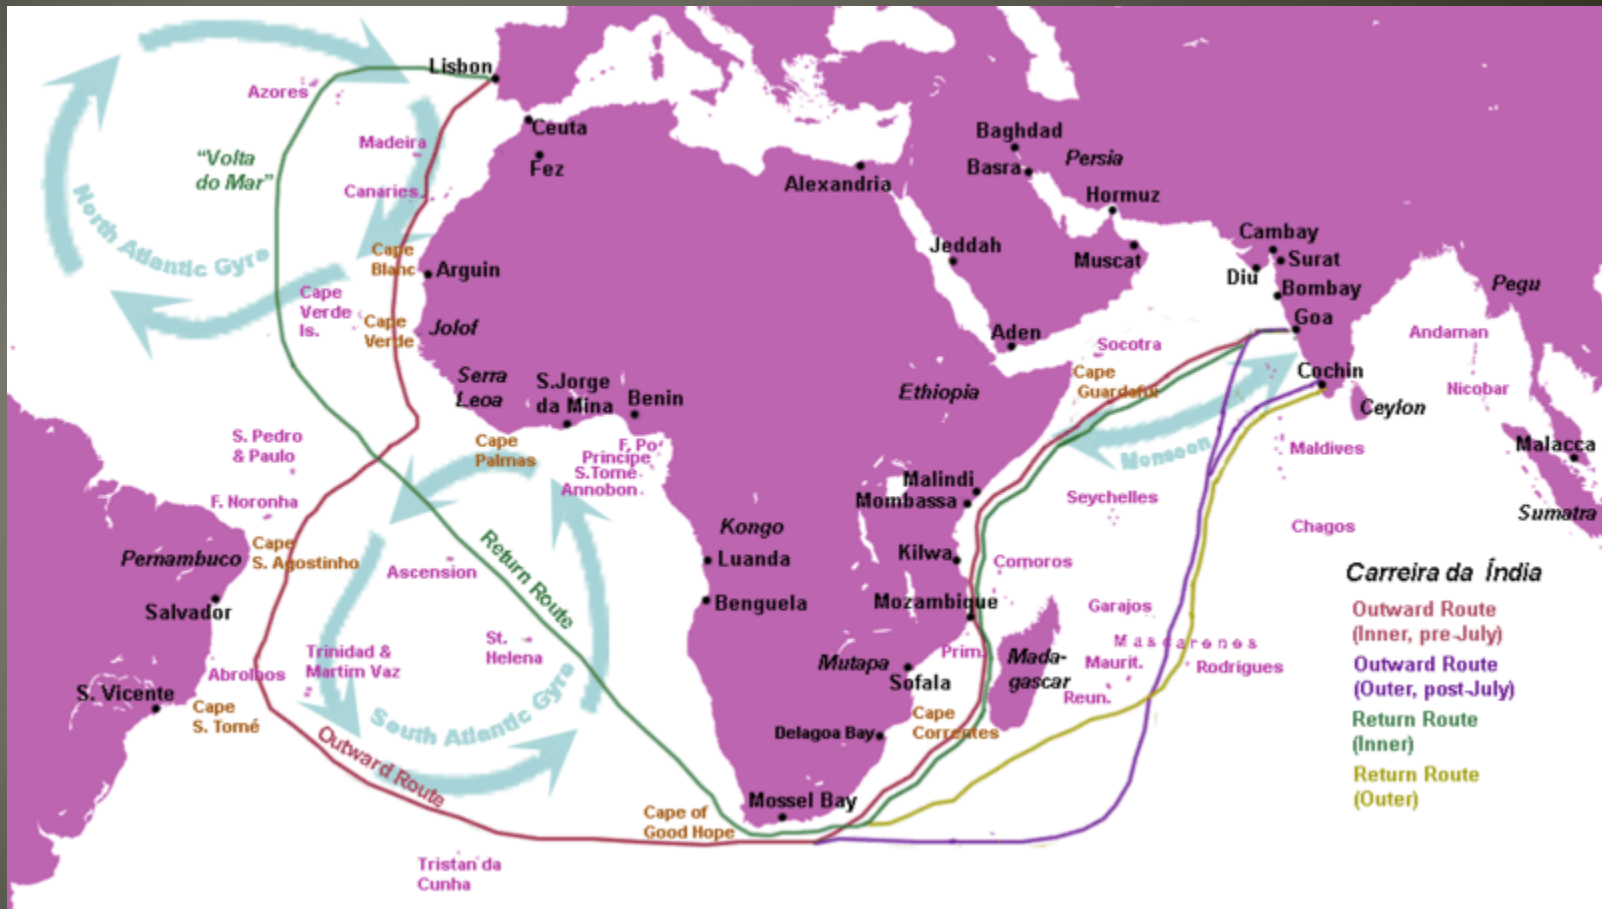 Lisbon
Azores
Ceuta
Madeira
"Volta
do Mar"
Fez
Canaries
North Atlantic Gyre
Cape
Blanc
Arguin
Cape
Verde
Is.
Cape
Verde
Jolof
Serra
Leoa
S.Jorge
da Mina
Benin
Cape
Palmas
F. Po
Principe
S.Tomé
Annobon
S. Pedro
& Paulo
F. Noronha
Pernambuco
Cape
S. Agostinho
Salvador
Ascension
Return Route
Kongo
Luanda
Benguela
St.
Helena
Trinidad &
Martim Vaz
Abrolhos
S. Vicente
Cape
S. Tomé
South Atlantic Gyre
Outward Route
Tristan da
Cunha
Cape of
Good Hope
Mossel Bay
Delagoa Bay
Cape
Correntes
Sofala
Mutapa
Prim.
Mada-
gascar
Mozambique
Kilwa
Comoros
Mombassa
Malindi
Seychelles
Garajos
Mascarenes
Maurit.
Rodrigues
Reun.
Ethiopia
Cape
Guardafui
Socotra
Aden
Jeddah
Alexandria
Baghdad
Basra
Persia
Hormuz
Muscat
Cambay
Surat
Diu
Bombay
Goa
Cochin
Ceylon
Monsoon
Maldives
Chagos
Pegu
Andaman
Nicobar
Malacca
Sumatra
Carreira da Índia
Outward Route
(Inner, pre-July)
Outward Route
(Outer, post-July)
Return Route
(Inner)
Return Route
(Outer)